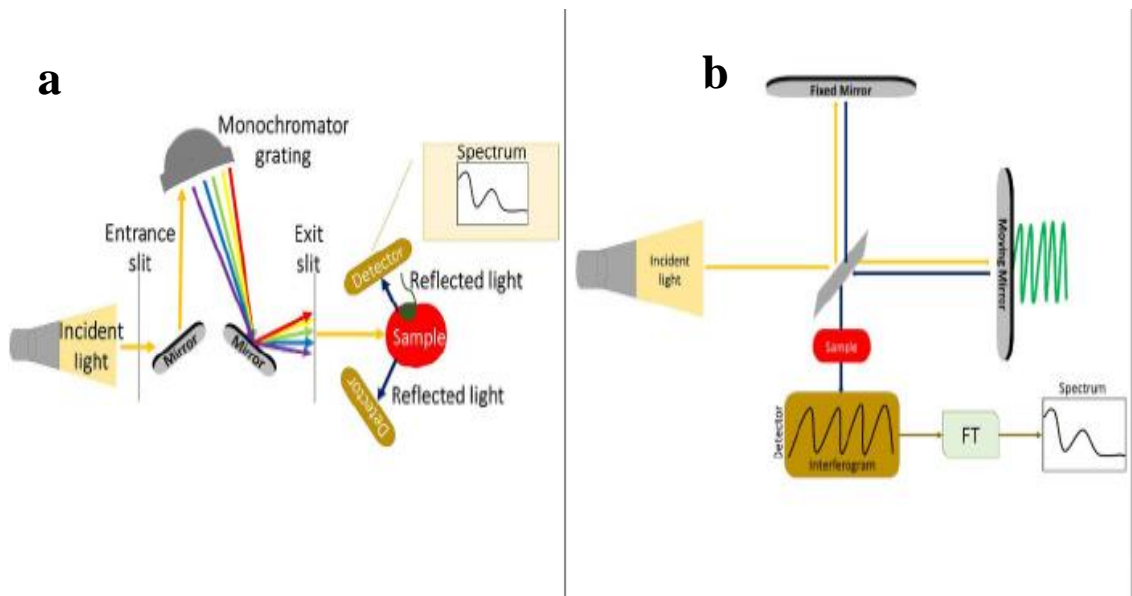 a
Monochromator
grating
Spectrum
Entrance
slit
Exit
slit
Detector
Reflected light
Incident
light
Mirror
Mirror
Sample
Reflected light
Detector
b
Fixed Mirror
Incident
light
Moving Mirror
Sample
Detector
Interferogram
FT
Spectrum